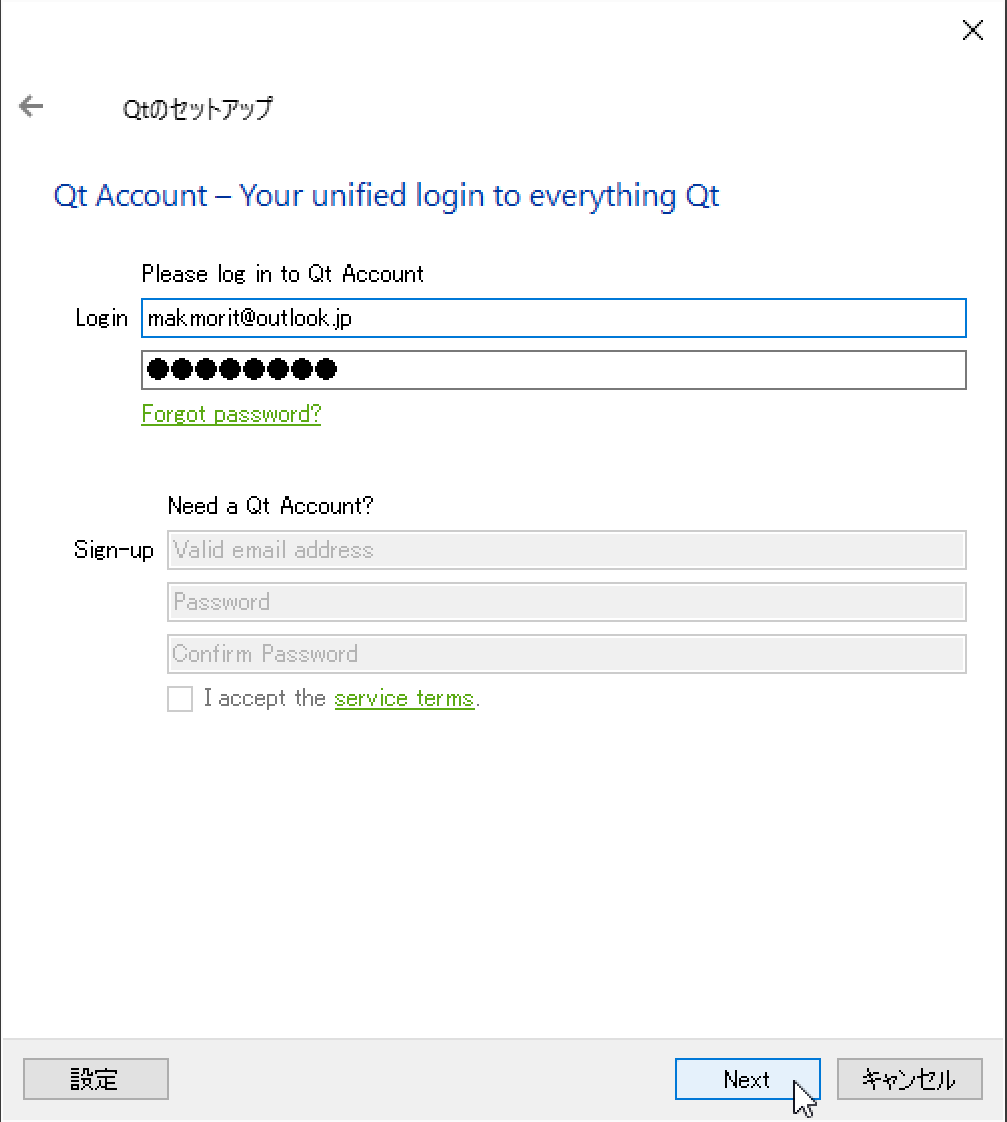 Qtのセットアップ
Qt Account – Your unified login to everything Qt
Please log in to Qt Account
Login makmorit@outlook.jp
●●●●●●●●
Forgot password?
Need a Qt Account?
Sign-up Valid email address
Password
Confirm Password
I accept the service terms.
設定 Next キャンセル